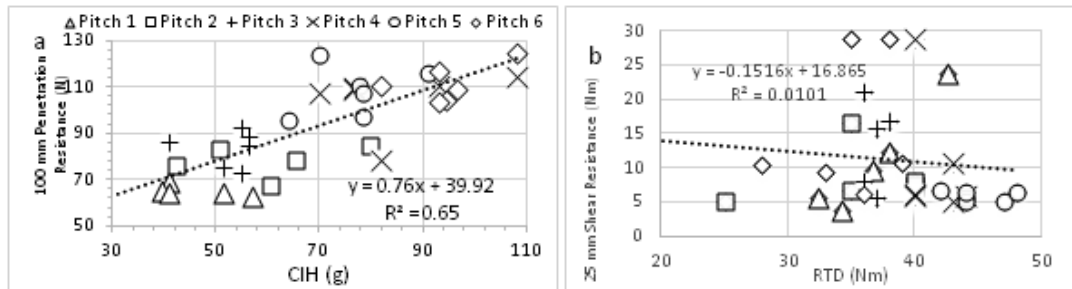 Pitch 1 Pitch 2 Pitch 3 Pitch 4 Pitch 5 Pitch 6
a
100 mm Penetration
Resistance (N)
130
110
90
70
50
y = 0.76x + 39.92
R² = 0.65
30 50 70 90 110
CIH (g)
b
25 mm Shear Resistance (Nm)
30
25
20
15
10
5
0
y = -0.1516x + 16.865
R² = 0.0101
20 30 40 50
RTD (Nm)